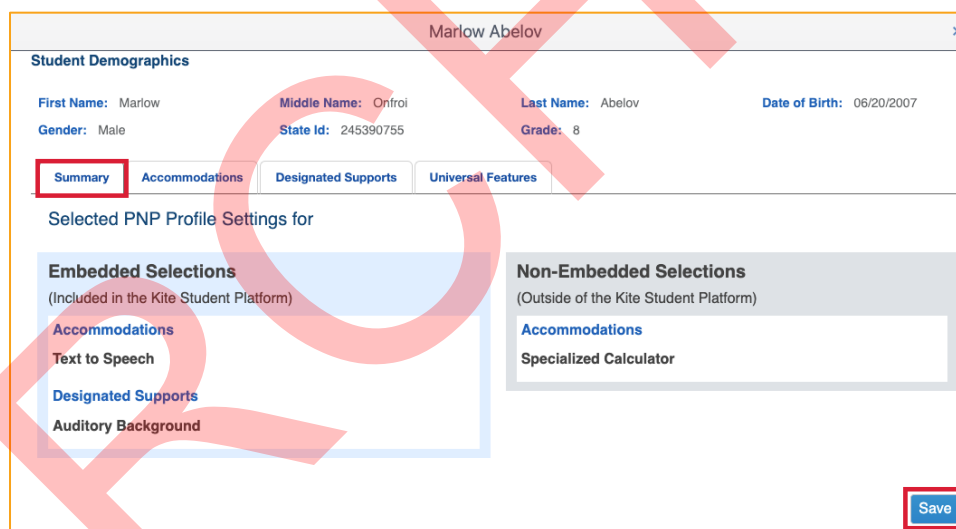 Marlow Abelov
Student Demographics
First Name: Marlow Middle Name: Onfroi Last Name: Abelov Date of Birth: 06/20/2007
Gender: Male State Id: 245390755 Grade: 8
Summary Accommodations Designated Supports Universal Features
Selected PNP Profile Settings for
Embedded Selections
(Included in the Kite Student Platform)
Accommodations
Text to Speech
Designated Supports
Auditory Background
Non-Embedded Selections
(Outside of the Kite Student Platform)
Accommodations
Specialized Calculator
Save